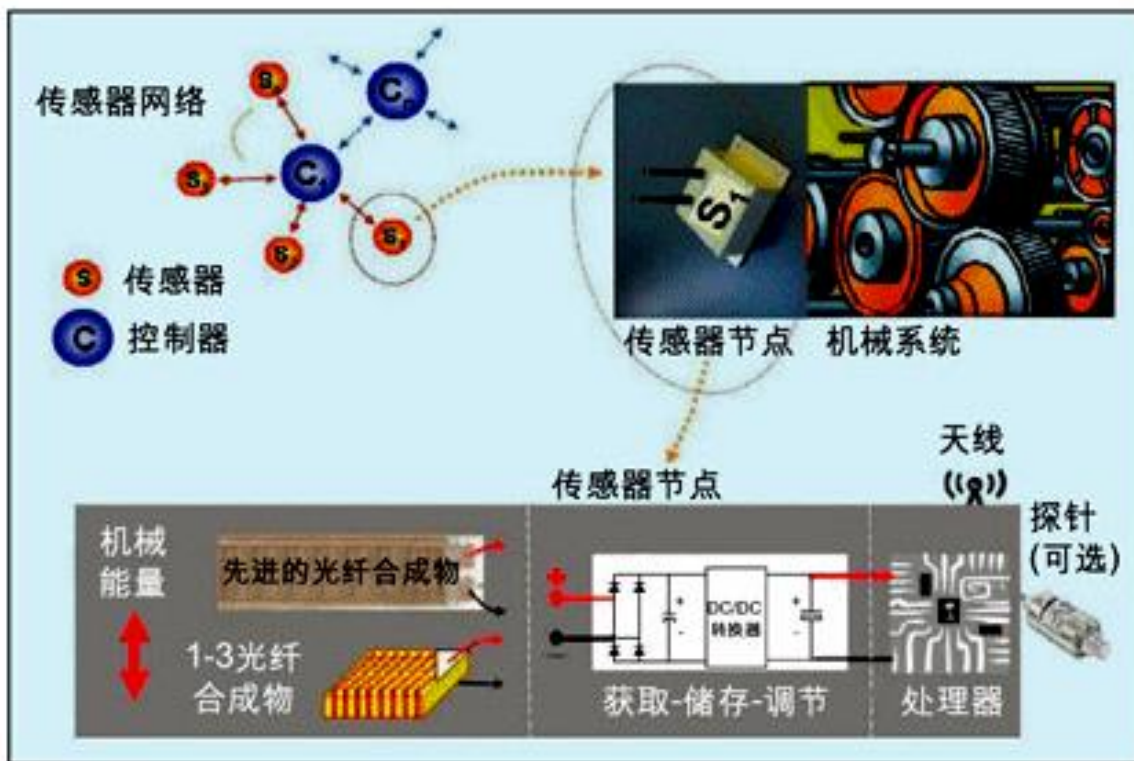 传感器网络
S
S
S
S
C
C
S 传感器
C 控制器
S1
传感器节点 机械系统
传感器节点
天线
探针
(可选)
机械
能量
先进的光纤合成物
1-3光纤
合成物
+
−
+
-
DC/DC
转换器
+
-
获取-储存-调节
处理器